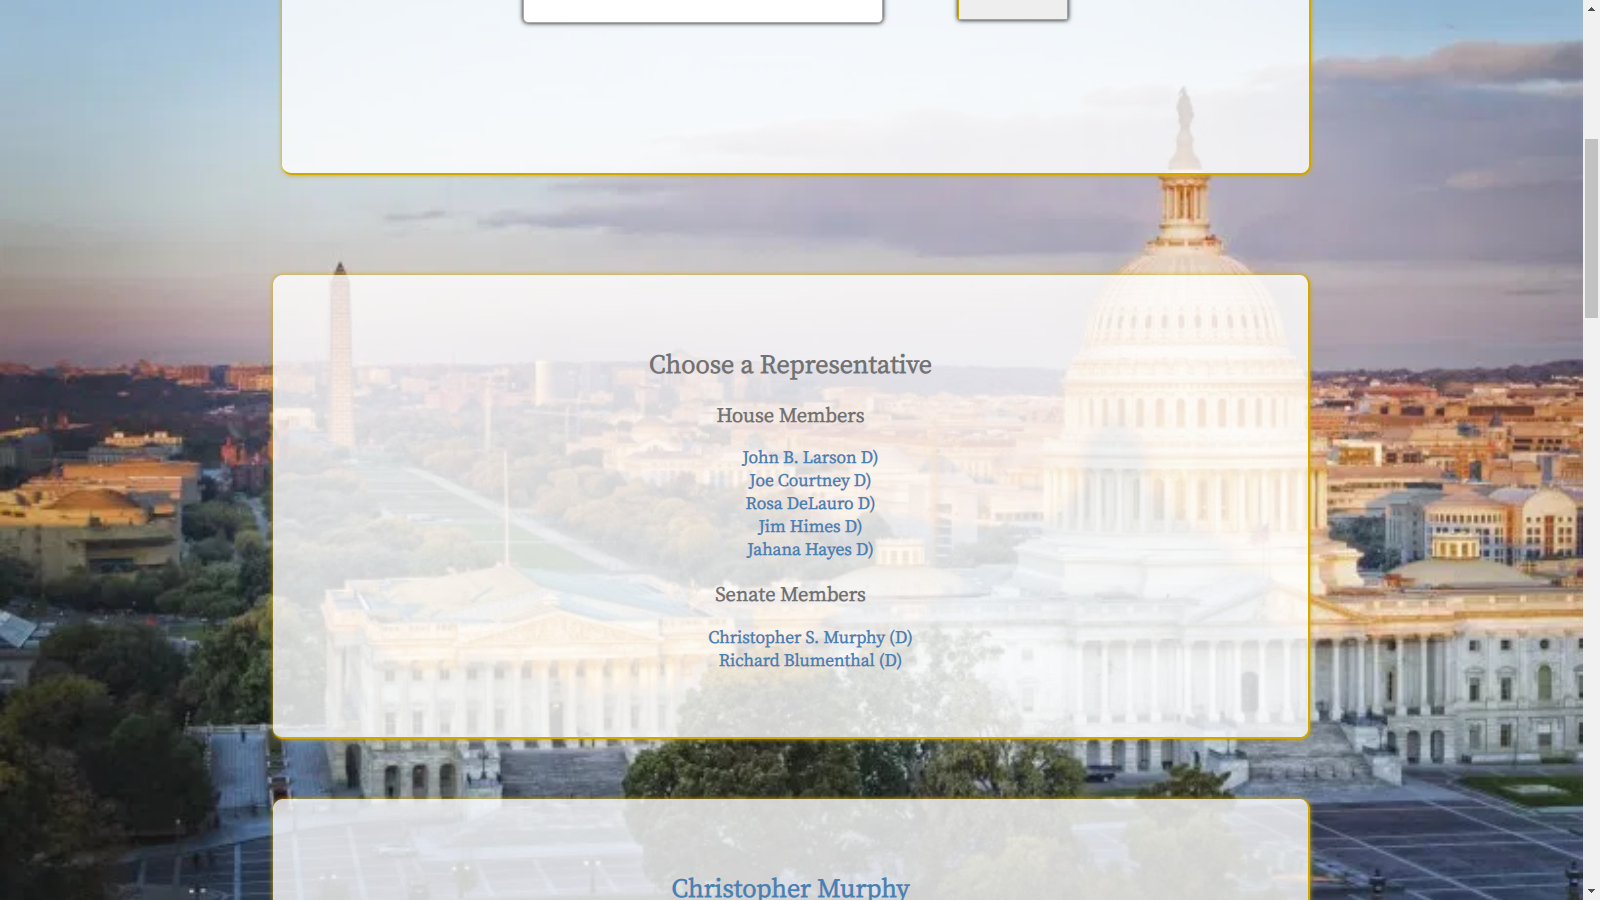 Choose a Representative
House Members
John B. Larson D)
Joe Courtney D)
Rosa DeLauro D)
Jim Himes D)
Jahana Hayes D)
Senate Members
Christopher S. Murphy (D)
Richard Blumenthal (D)
Christopher Murphy